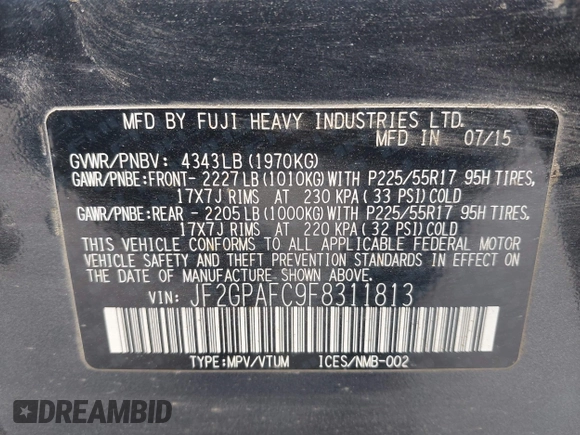 MFD BY FUJI HEAVY INDUSTRIES LTD.
MFD IN 07/15
GVWR/PNBV: 4343LB (1970KG)
GAWR/PNBE:FRONT- 2227LB (1010KG) WITH P225/55R17 95H TIRES,
17X7J RIMS AT 230 KPA (33 PSI) COLD
GAWR/PNBE:REAR - 2205LB (1000KG) WITH P225/55R17 95H TIRES,
17X7J RIMS AT 220 KPA (32 PSI) COLD
THIS VEHICLE CONFORMS TO ALL APPLICABLE FEDERAL MOTOR
VEHICLE SAFETY AND THEFT PREVENTION STANDARDS IN EFFECT ON
THE DATE OF MANUFACTURE SHOWN ABOVE.
VIN: JF2GPAFC9F8311813
TYPE:MPV/VTUM ICES/NMB-002
DREAMBID